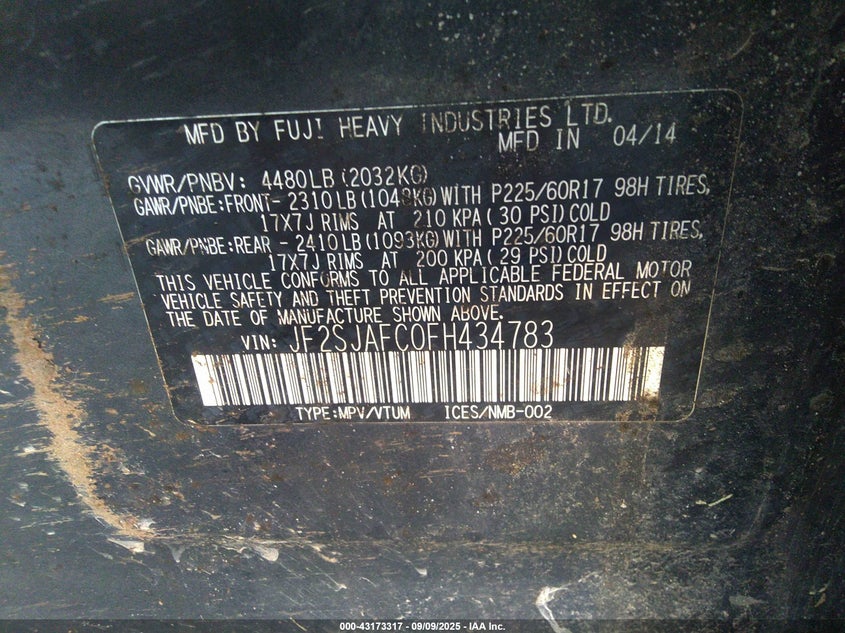 MFD BY FUJI HEAVY INDUSTRIES LTD.
MFD IN 04/14
GVWR/PNBV: 4480LB(2032KG)
GAWR/PNBE:FRONT- 2310LB(1048KG)WITH P225/60R17 98H TIRES,
17X7J RIMS AT 210 KPA( 30 PSI)COLD
GAWR/PNBE:REAR - 2410LB(1093KG)WITH P225/60R17 98H TIRES,
17X7J RIMS AT 200 KPA( 29 PSI)COLD
THIS VEHICLE CONFORMS TO ALL APPLICABLE FEDERAL MOTOR
VEHICLE SAFETY AND THEFT PREVENTION STANDARDS IN EFFECT ON
THE DATE OF MANUFACTURE SHOWN ABOVE.
VIN: JF2SJAFC0FH434783
TYPE:MPV/VTUM ICES/NMB-002
000-43173317 - 09/09/2025 - IAA Inc.